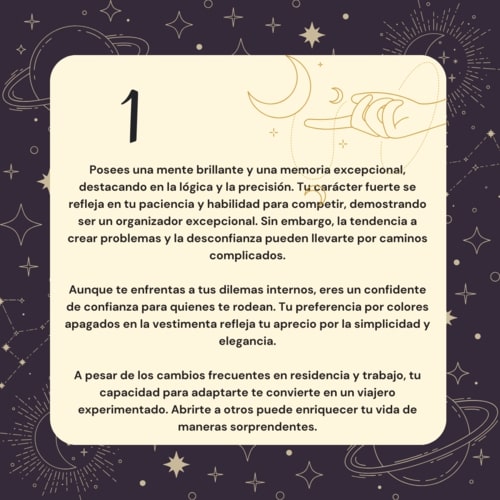 1
Posees una mente brillante y una memoria excepcional,
destacando en la lógica y la precisión. Tu carácter fuerte se
refleja en tu paciencia y habilidad para competir, demostrando
ser un organizador excepcional. Sin embargo, la tendencia a
crear problemas y la desconfianza pueden llevarte por caminos
complicados.
Aunque te enfrentas a tus dilemas internos, eres un confidente
de confianza para quienes te rodean. Tu preferencia por colores
apagados en la vestimenta refleja tu aprecio por la simplicidad y
elegancia.
A pesar de los cambios frecuentes en residencia y trabajo, tu
capacidad para adaptarte te convierte en un viajero
experimentado. Abrirte a otros puede enriquecer tu vida de
maneras sorprendentes.